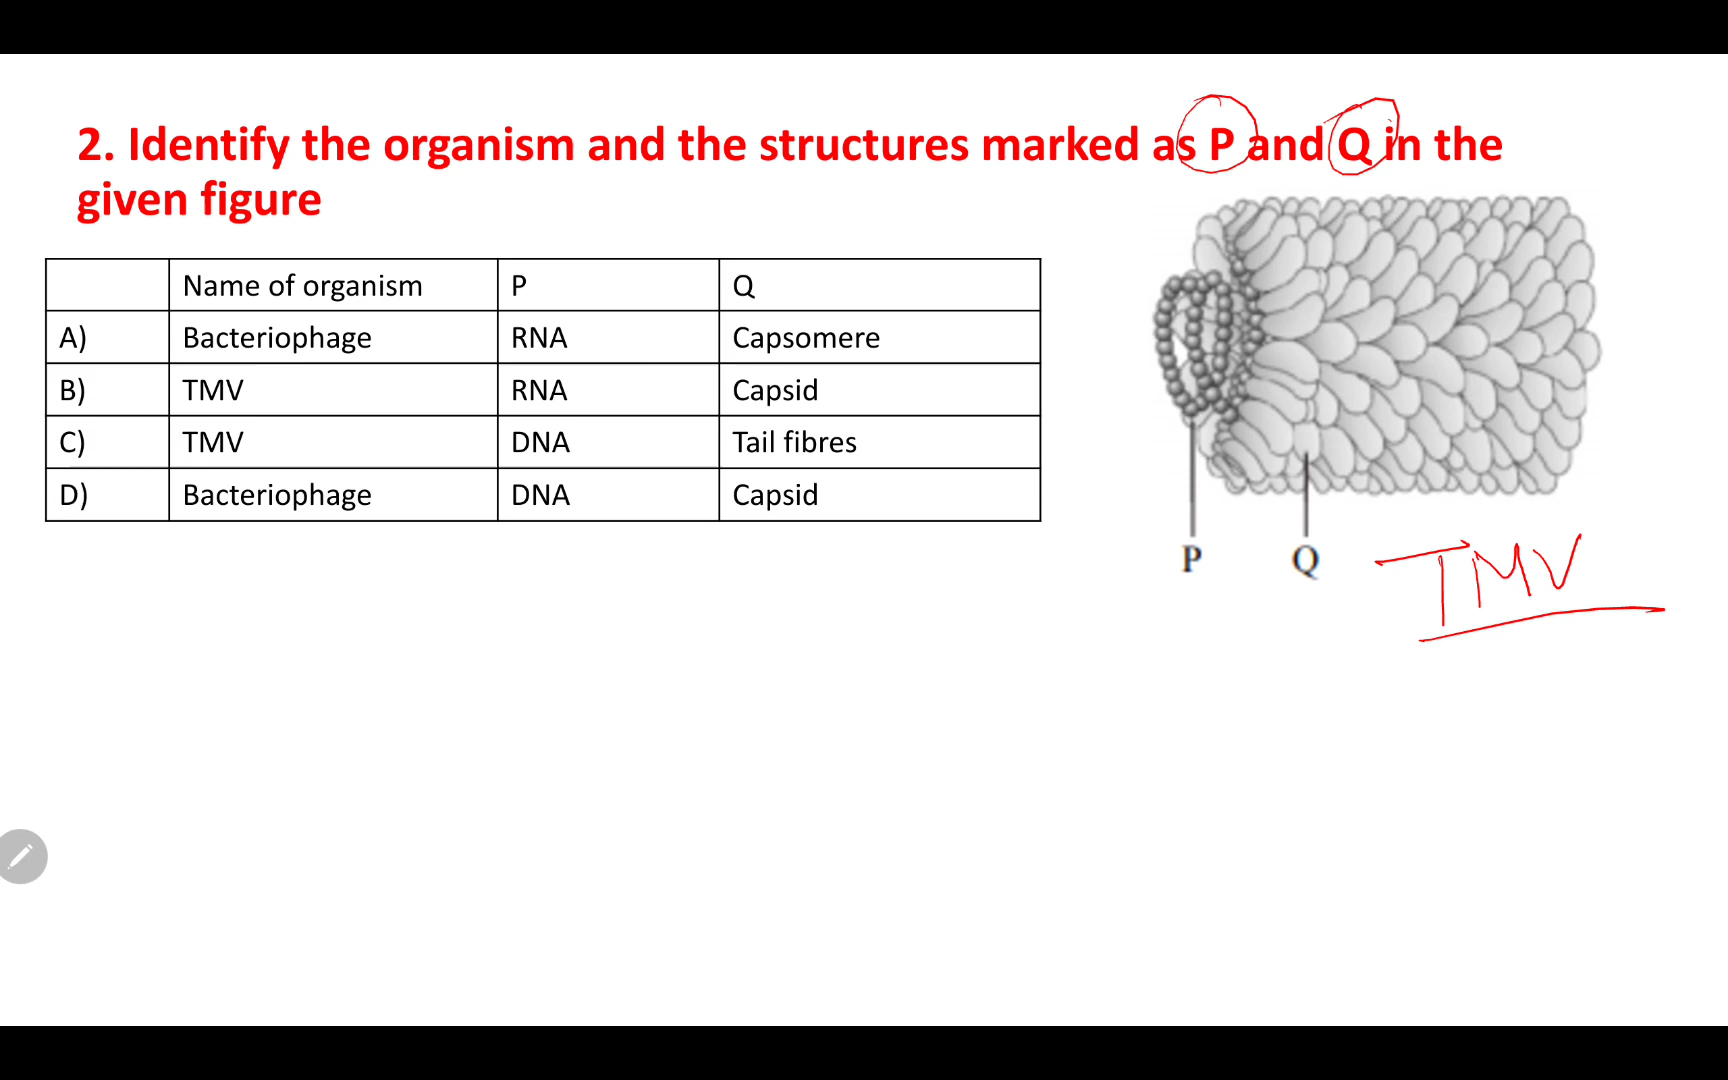 2. Identify the organism and the structures marked as P and Q in the
given figure
Name of organism P Q
A) Bacteriophage RNA Capsomere
B) TMV RNA Capsid
C) TMV DNA Tail fibres
D) Bacteriophage DNA Capsid
P Q
TMV